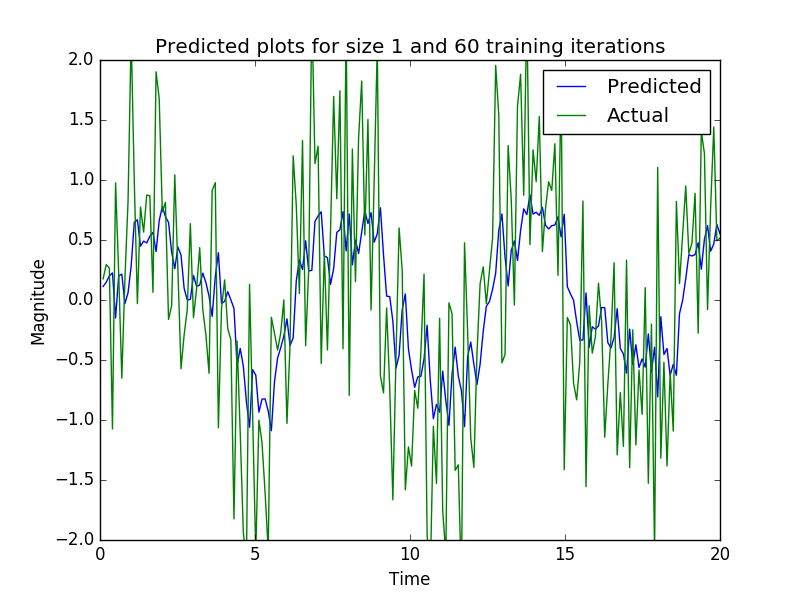 Predicted plots for size 1 and 60 training iterations
Predicted
Actual
Magnitude
2.0
1.5
1.0
0.5
0.0
−0.5
−1.0
−1.5
−2.0
0 5 10 15 20
Time